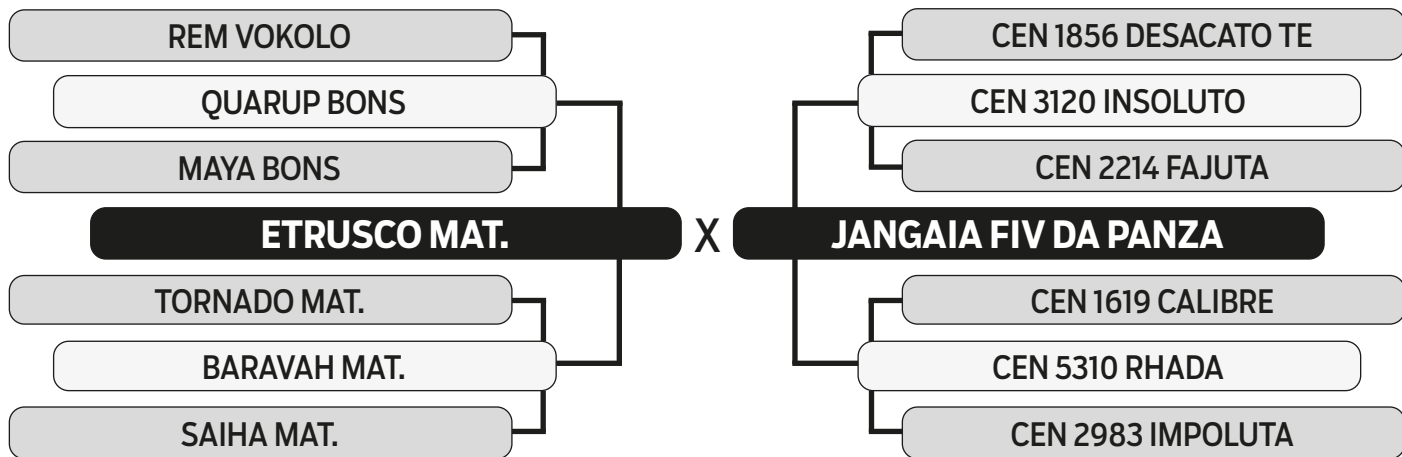 REM VOKOLO
CEN 1856 DESACATO TE
QUARUP BONS
CEN 3120 INSOLUTO
MAYA BONS
CEN 2214 FAJUTA
ETRUSCO MAT. X JANGAIA FIV DA PANZA
TORNADO MAT.
CEN 1619 CALIBRE
BARAVAH MAT.
CEN 5310 RHADA
SAIHA MAT.
CEN 2983 IMPOLUTA